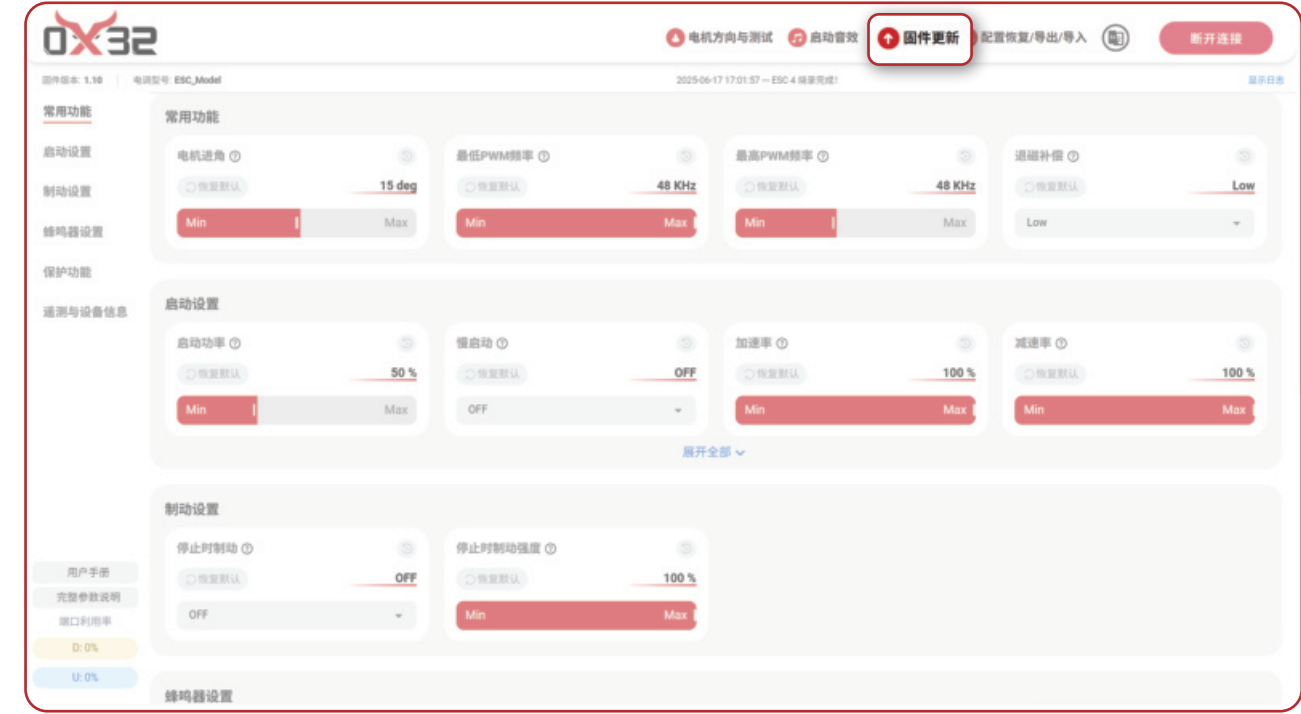 0X32
电机方向与测试 启动音效 固件更新 配置恢复/导出/导入 断开连接
固件版本: 1.10 电调型号: ESC_Model 2025-06-17 17:01:57 — ESC 4 烧录完成! 显示日志
常用功能
启动设置
制动设置
蜂鸣器设置
保护功能
遥测与设备信息
用户手册
完整参数说明
端口利用率
D: 0%
U: 0%
常用功能
电机进角 最低PWM频率 最高PWM频率 退磁补偿
恢复默认 15 deg 恢复默认 48 KHz 恢复默认 48 KHz 恢复默认 Low
Min Max Min Max Min Max Low
启动设置
启动功率 慢启动 加速率 减速率
恢复默认 50 % 恢复默认 OFF 恢复默认 100 % 恢复默认 100 %
Min Max OFF Min Max Min Max
展开全部
制动设置
停止时制动 停止时制动强度
恢复默认 OFF 恢复默认 100 %
OFF Min Max
蜂鸣器设置